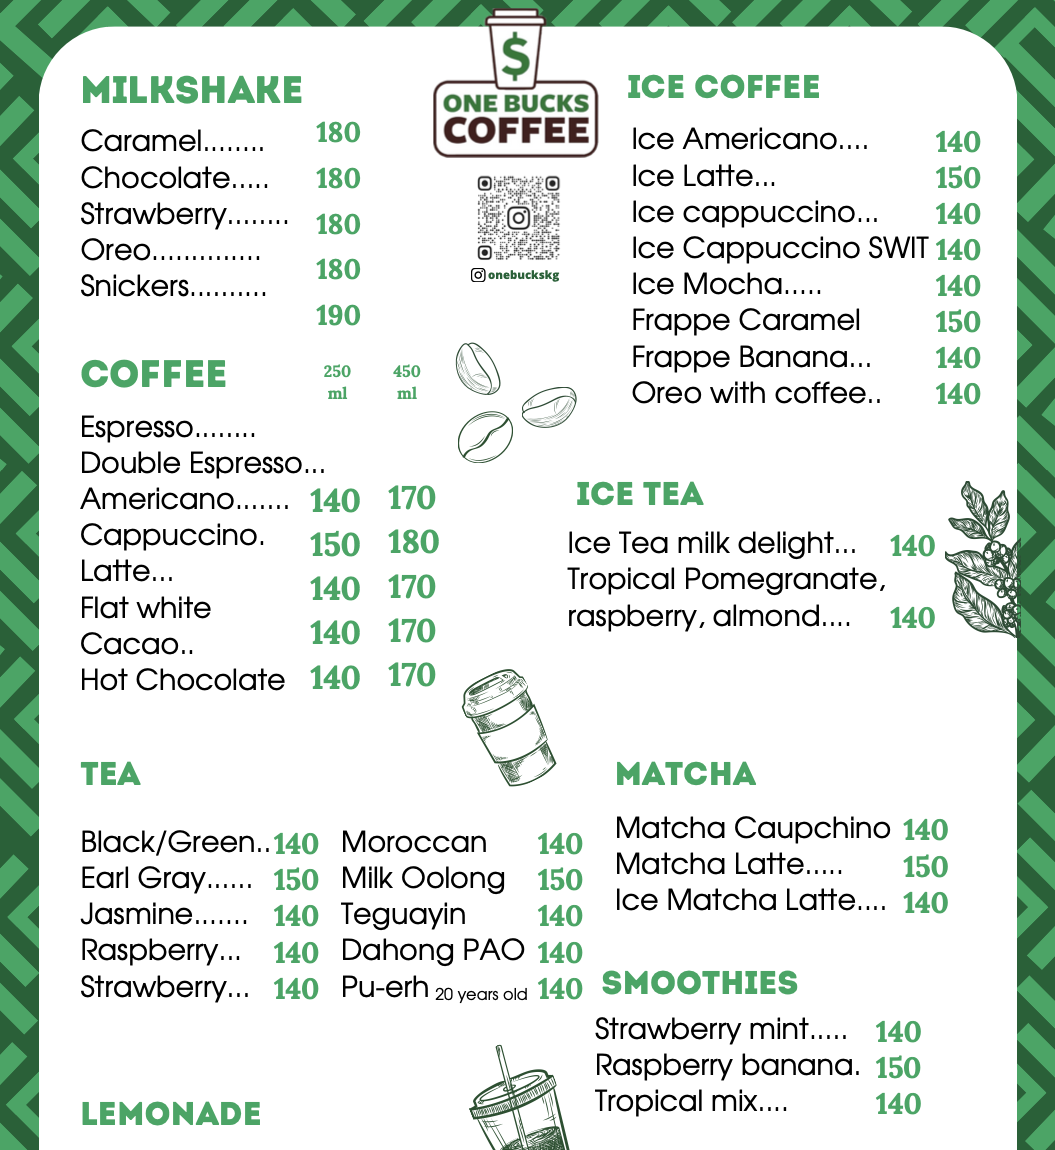 ONE BUCKS
COFFEE
onebuckskg
MILKSHAKE
Caramel........ 180
Chocolate..... 180
Strawberry........ 180
Oreo.............. 180
Snickers.......... 190
COFFEE 250 ml 450 ml
Espresso........
Double Espresso...
Americano....... 140 170
Cappuccino. 150 180
Latte... 140 170
Flat white 140 170
Cacao.. 140 170
Hot Chocolate
ICE COFFEE
Ice Americano.... 140
Ice Latte... 150
Ice cappuccino... 140
Ice Cappuccino SWIT 140
Ice Mocha..... 140
Frappe Caramel 150
Frappe Banana... 140
Oreo with coffee.. 140
ICE TEA
Ice Tea milk delight... 140
Tropical Pomegranate,
raspberry, almond.... 140
TEA
Black/Green.. 140 Moroccan 140
Earl Gray...... 150 Milk Oolong 150
Jasmine....... 140 Teguayin 140
Raspberry... 140 Dahong PAO 140
Strawberry... 140 Pu-erh 20 years old 140
MATCHA
Matcha Caupchino 140
Matcha Latte..... 150
Ice Matcha Latte.... 140
SMOOTHIES
Strawberry mint..... 140
Raspberry banana. 150
Tropical mix.... 140
LEMONADE